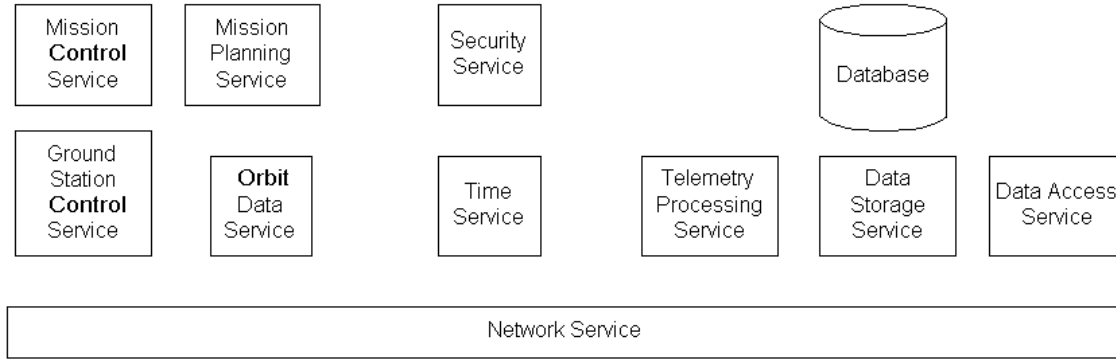 Mission
Control
Service
Mission
Planning
Service
Security
Service
Database
Ground
Station
Control
Service
Orbit
Data
Service
Time
Service
Telemetry
Processing
Service
Data
Storage
Service
Data Access
Service
Network Service